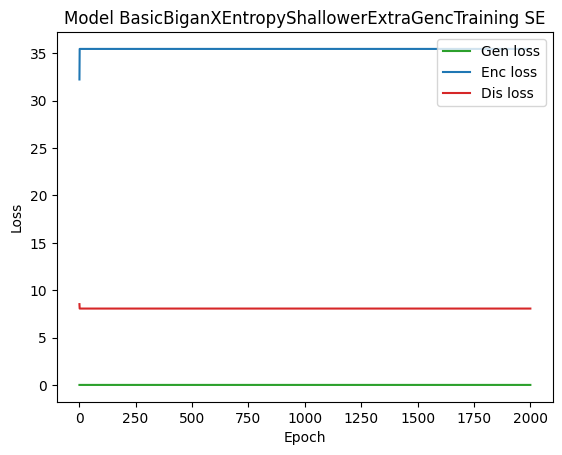 Model BasicBiganXEntropyShallowerExtraGencTraining SE
Gen loss
Enc loss
Dis loss
Loss
35
30
25
20
15
10
5
0
0 250 500 750 1000 1250 1500 1750 2000
Epoch